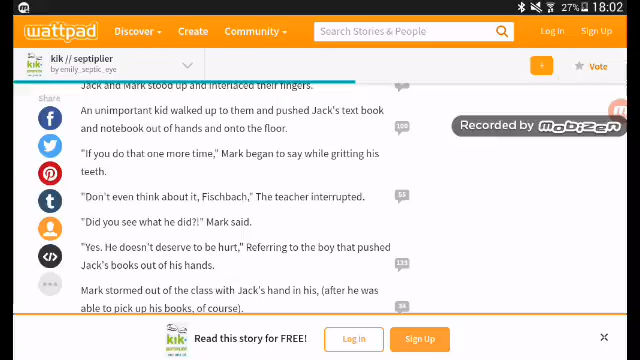 27% 18:02
wattpad Discover Create Community Search Stories & People Log In Sign Up
kik // septiplier
by emily_septic_eye
+ Vote
Share
Jack and Mark stood up and interlaced their fingers.
An unimportant kid walked up to them and pushed Jack's text book
and notebook out of hands and onto the floor.
100
Recorded by mobizen
"If you do that one more time," Mark began to say while gritting his
teeth.
"Don't even think about it, Fischbach," The teacher interrupted.
55
"Did you see what he did?!" Mark said.
"Yes. He doesn't deserve to be hurt," Referring to the boy that pushed
Jack's books out of his hands.
133
Mark stormed out of the class with Jack's hand in his, (after he was
able to pick up his books, of course).
38
kik
Read this story for FREE! Log in Sign Up